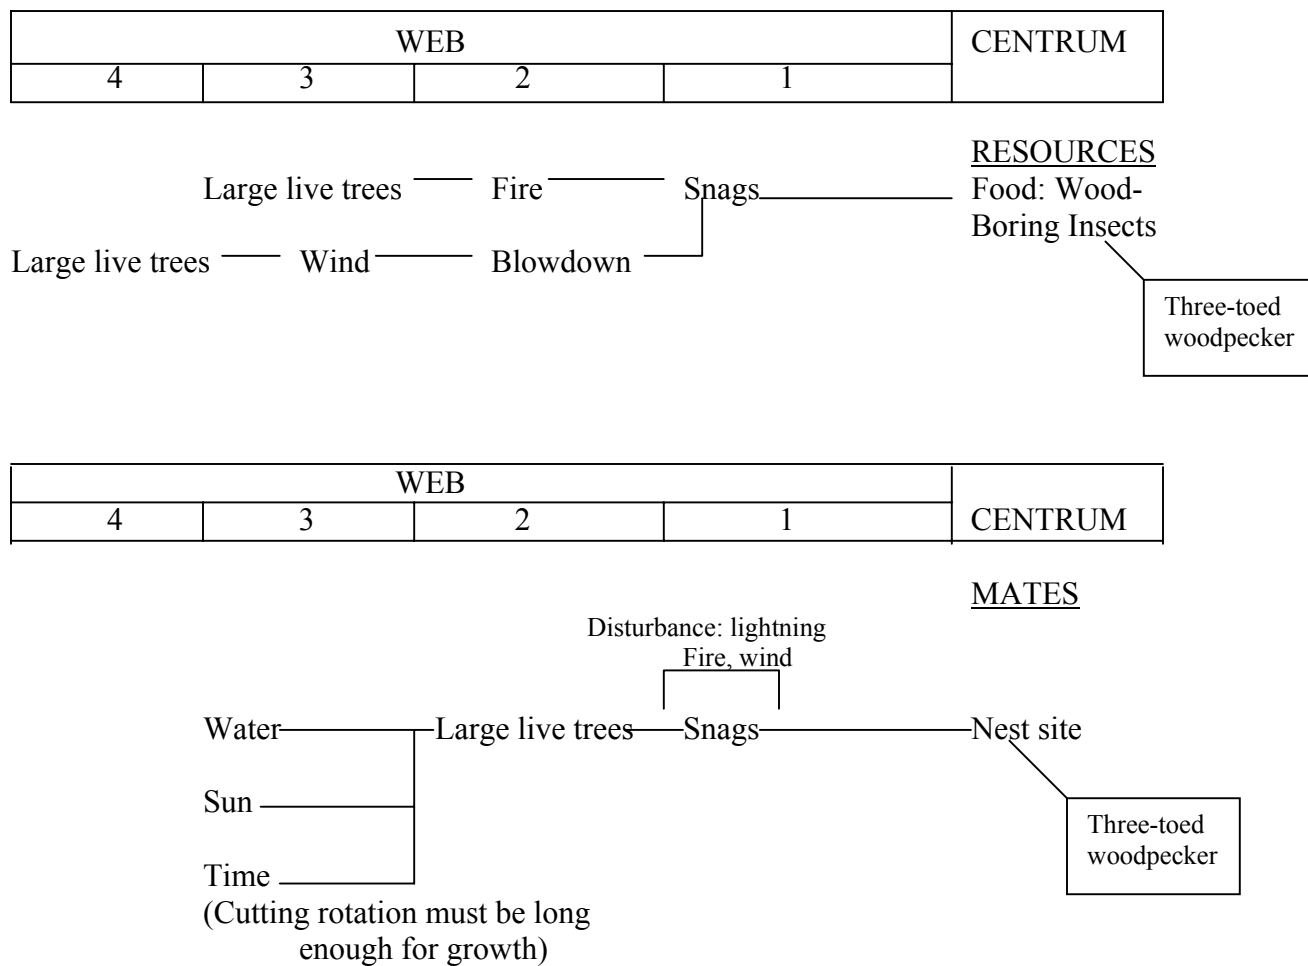 WEB CENTRUM
4 3 2 1
RESOURCES
Large live trees Fire Snags Food: Wood-
Boring Insects
Large live trees Wind Blowdown
Three-toed
woodpecker
WEB
4 3 2 1 CENTRUM
MATES
Disturbance: lightning
Fire, wind
Water Large live trees Snags Nest site
Sun
Three-toed
woodpecker
Time
(Cutting rotation must be long
enough for growth)